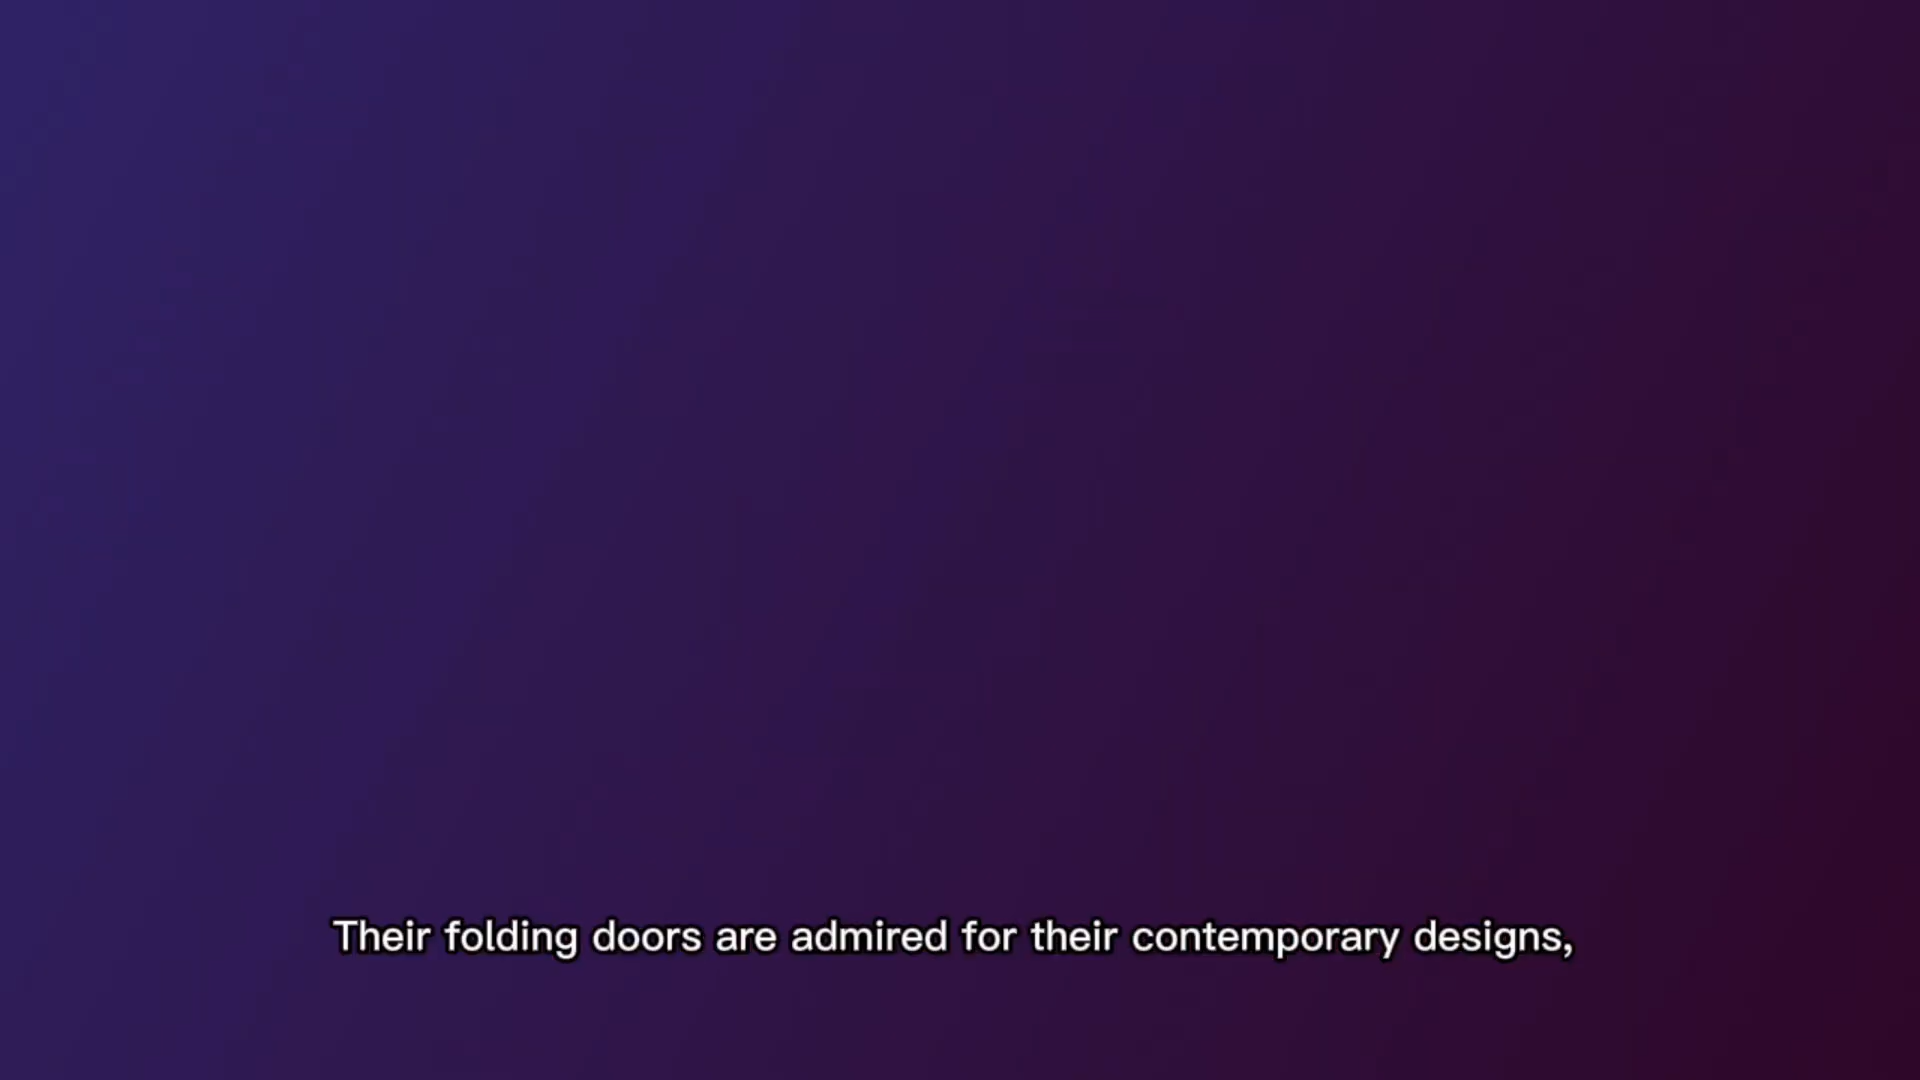 Their folding doors are admired for their contemporary designs,